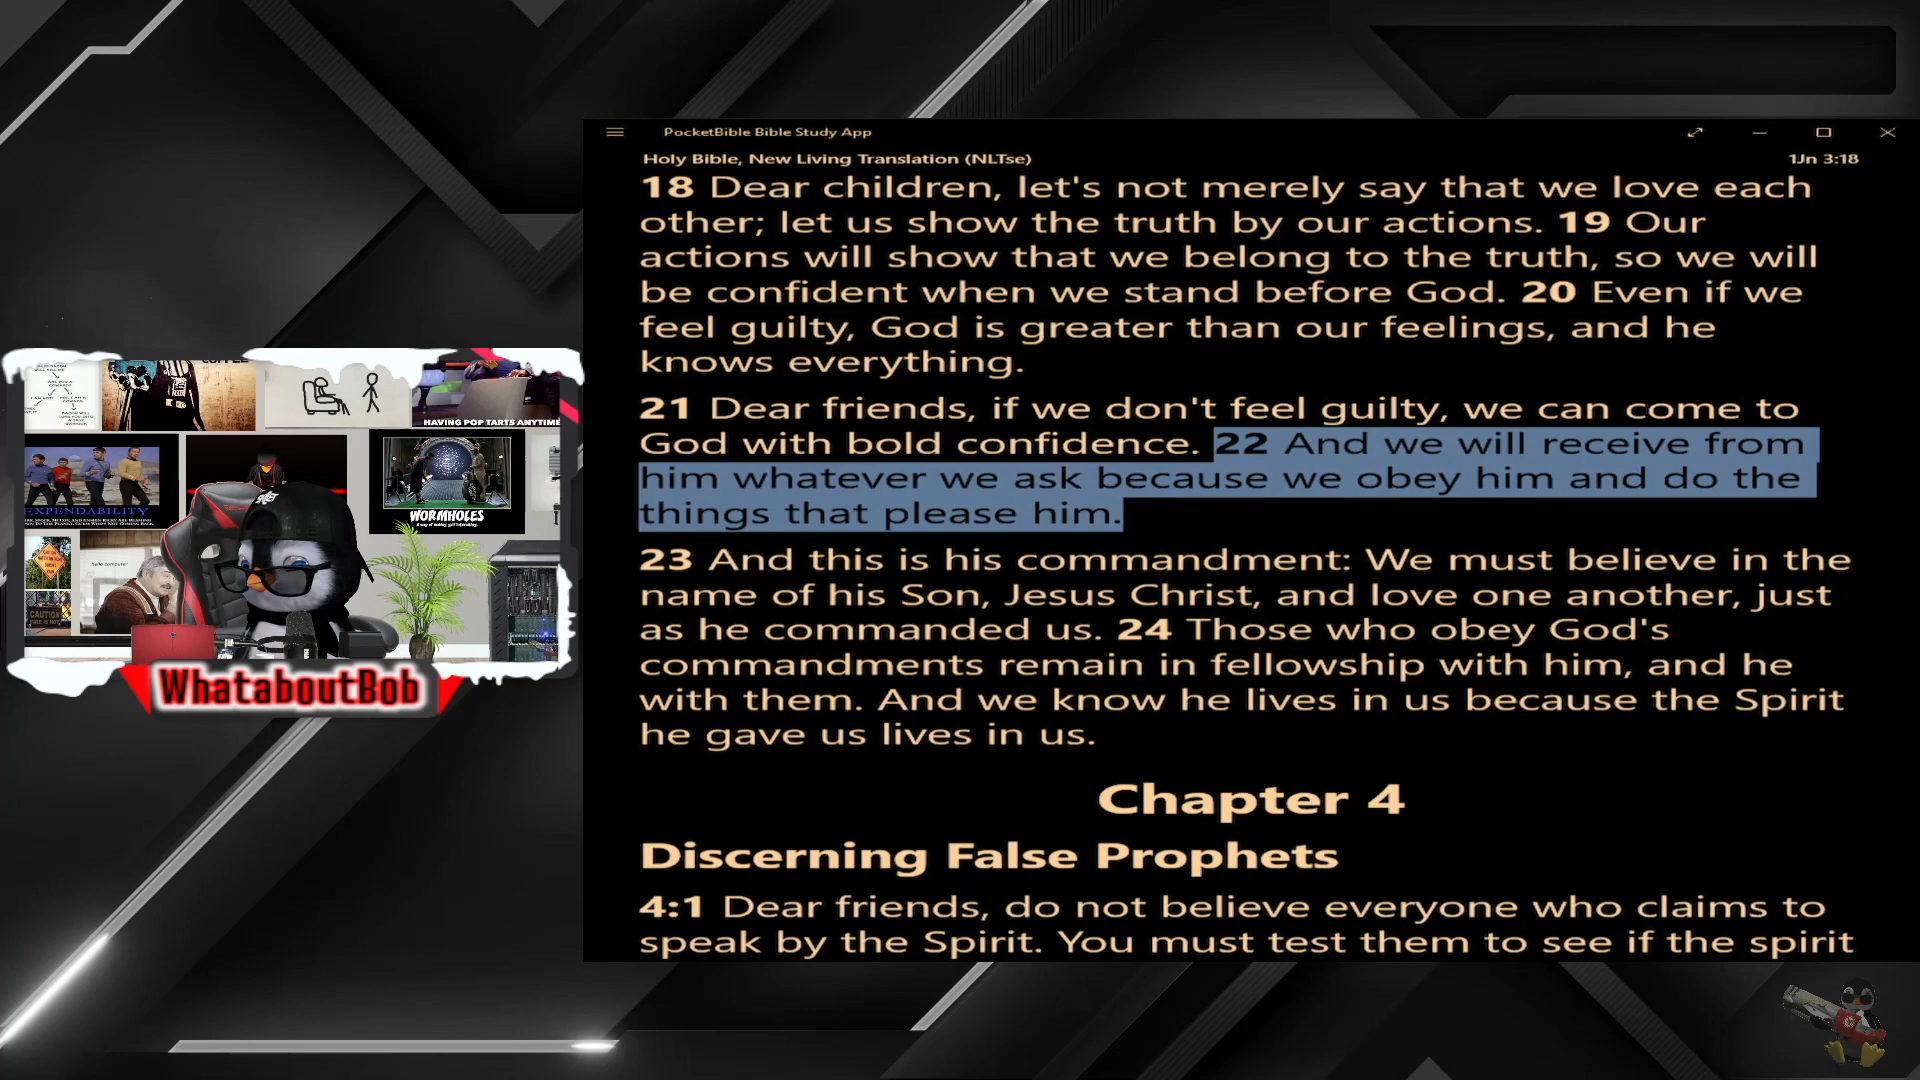 PocketBible Bible Study App
Holy Bible, New Living Translation (NLTse)
1Jn 3:18
18 Dear children, let's not merely say that we love each
other; let us show the truth by our actions. 19 Our
actions will show that we belong to the truth, so we will
be confident when we stand before God. 20 Even if we
feel guilty, God is greater than our feelings, and he
knows everything.
21 Dear friends, if we don't feel guilty, we can come to
God with bold confidence. 22 And we will receive from
him whatever we ask because we obey him and do the
things that please him.
23 And this is his commandment: We must believe in the
name of his Son, Jesus Christ, and love one another, just
as he commanded us. 24 Those who obey God's
commandments remain in fellowship with him, and he
with them. And we know he lives in us because the Spirit
he gave us lives in us.
Chapter 4
Discerning False Prophets
4:1 Dear friends, do not believe everyone who claims to
speak by the Spirit. You must test them to see if the spirit
HAVING POP TARTS ANYTIME
EXPENDABILITY
WORMHOLES
hello computer
CAUTION
WhataboutBob